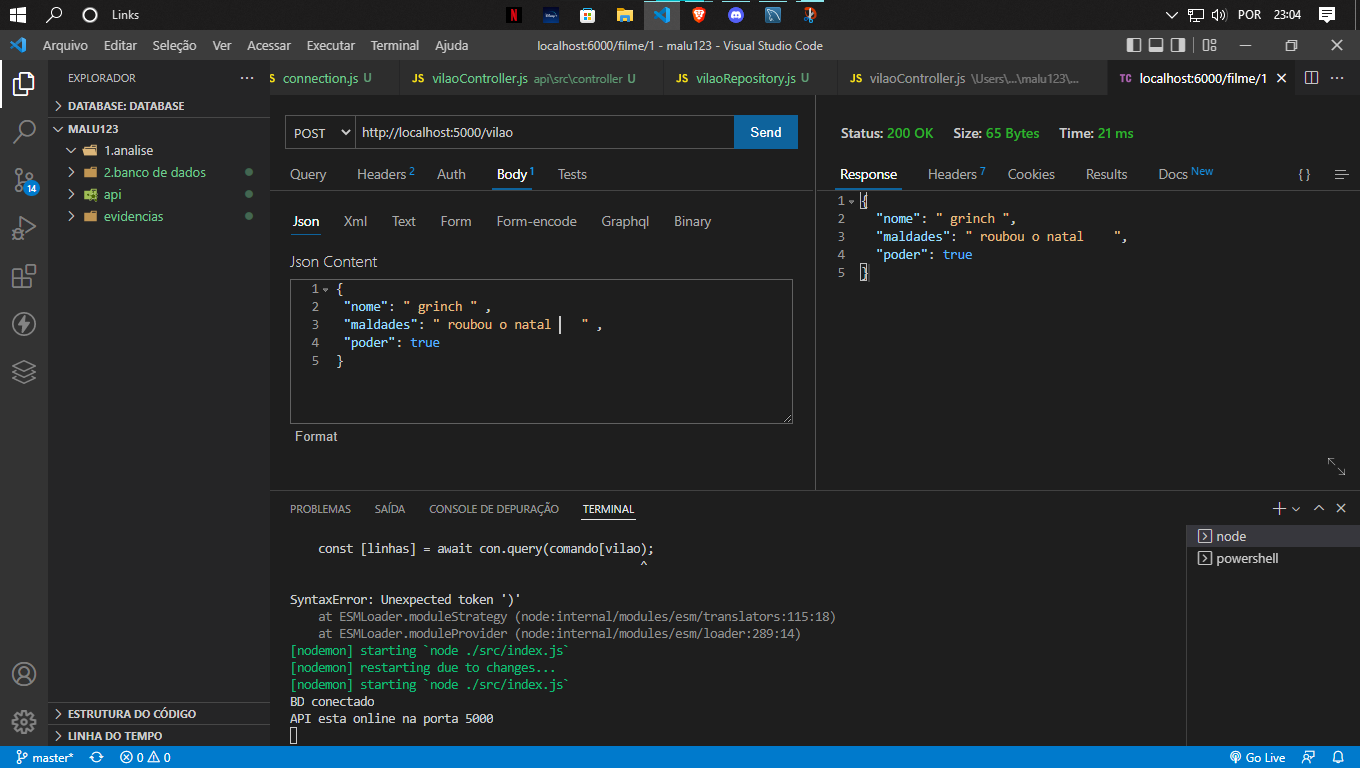 Links
POR 23:04
Arquivo Editar Seleção Ver Acessar Executar Terminal Ajuda
localhost:6000/filme/1 - malu123 - Visual Studio Code
EXPLORADOR ···
DATABASE: DATABASE
MALU123
1.analise
2.banco de dados
api
evidencias
14
ESTRUTURA DO CÓDIGO
LINHA DO TEMPO
S connection.js U
JS vilaoController.js api\src\controller U
JS vilaoRepository.js U
JS vilaoController.js \Users\...\malu123\...
TC localhost:6000/filme/1
POST http://localhost:5000/vilao Send
Query Headers 2 Auth Body 1 Tests
Json Xml Text Form Form-encode Graphql Binary
Json Content
1 {
2 "nome": " grinch " ,
3 "maldades": " roubou o natal    " ,
4 "poder": true
5 }
Format
Status: 200 OK Size: 65 Bytes Time: 21 ms
Response Headers 7 Cookies Results Docs New { }
1 {
2 "nome": " grinch ",
3 "maldades": " roubou o natal    ",
4 "poder": true
5 }
PROBLEMAS SAÍDA CONSOLE DE DEPURAÇÃO TERMINAL
const [linhas] = await con.query(comando[vilao);
^
SyntaxError: Unexpected token ')'
at ESMLoader.moduleStrategy (node:internal/modules/esm/translators:115:18)
at ESMLoader.moduleProvider (node:internal/modules/esm/loader:289:14)
[nodemon] starting `node ./src/index.js`
[nodemon] restarting due to changes...
[nodemon] starting `node ./src/index.js`
BD conectado
API esta online na porta 5000
node
powershell
master* 0 0 Go Live